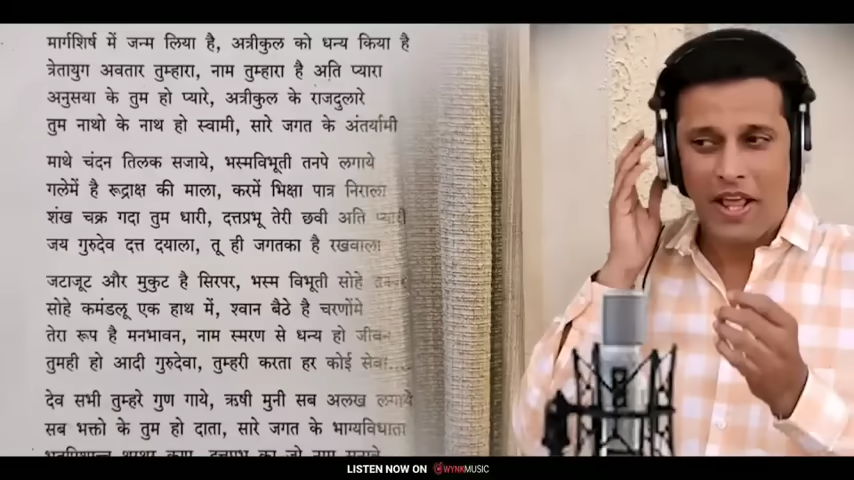 मार्गशिर्ष में जन्म लिया है, अत्रीकुल को धन्य किया है
त्रेतायुग अवतार तुम्हारा, नाम तुम्हारा है अति प्यारा
अनुसया के तुम हो प्यारे, अत्रीकुल के राजदुलारे
तुम नाथो के नाथ हो स्वामी, सारे जगत के अंतर्यामी
माथे चंदन तिलक सजाये, भस्मविभूती तनपे लगाये
गलेमें है रूद्राक्ष की माला, करमें भिक्षा पात्र निराला
शंख चक्र गदा तुम धारी, दत्तप्रभू तेरी छवी अति प्यारी
जय गुरुदेव दत्त दयाला, तू ही जगतका है रखवाला
जटाजूट और मुकुट है सिरपर, भस्म विभूती सोहे
सोहे कमंडलू एक हाथ में, श्वान बैठे है चरणोंमे
तेरा रूप है मनभावन, नाम स्मरण से धन्य हो जीवन
तुमही हो आदी गुरुदेवा, तुम्हरी करता हर कोई सेवा...
देव सभी तुम्हरे गुण गाये, ऋषी मुनी सब अलख लगाये
सब भक्तो के तुम हो दाता, सारे जगत के भाग्यविधाता
LISTEN NOW ON WYNKMUSIC